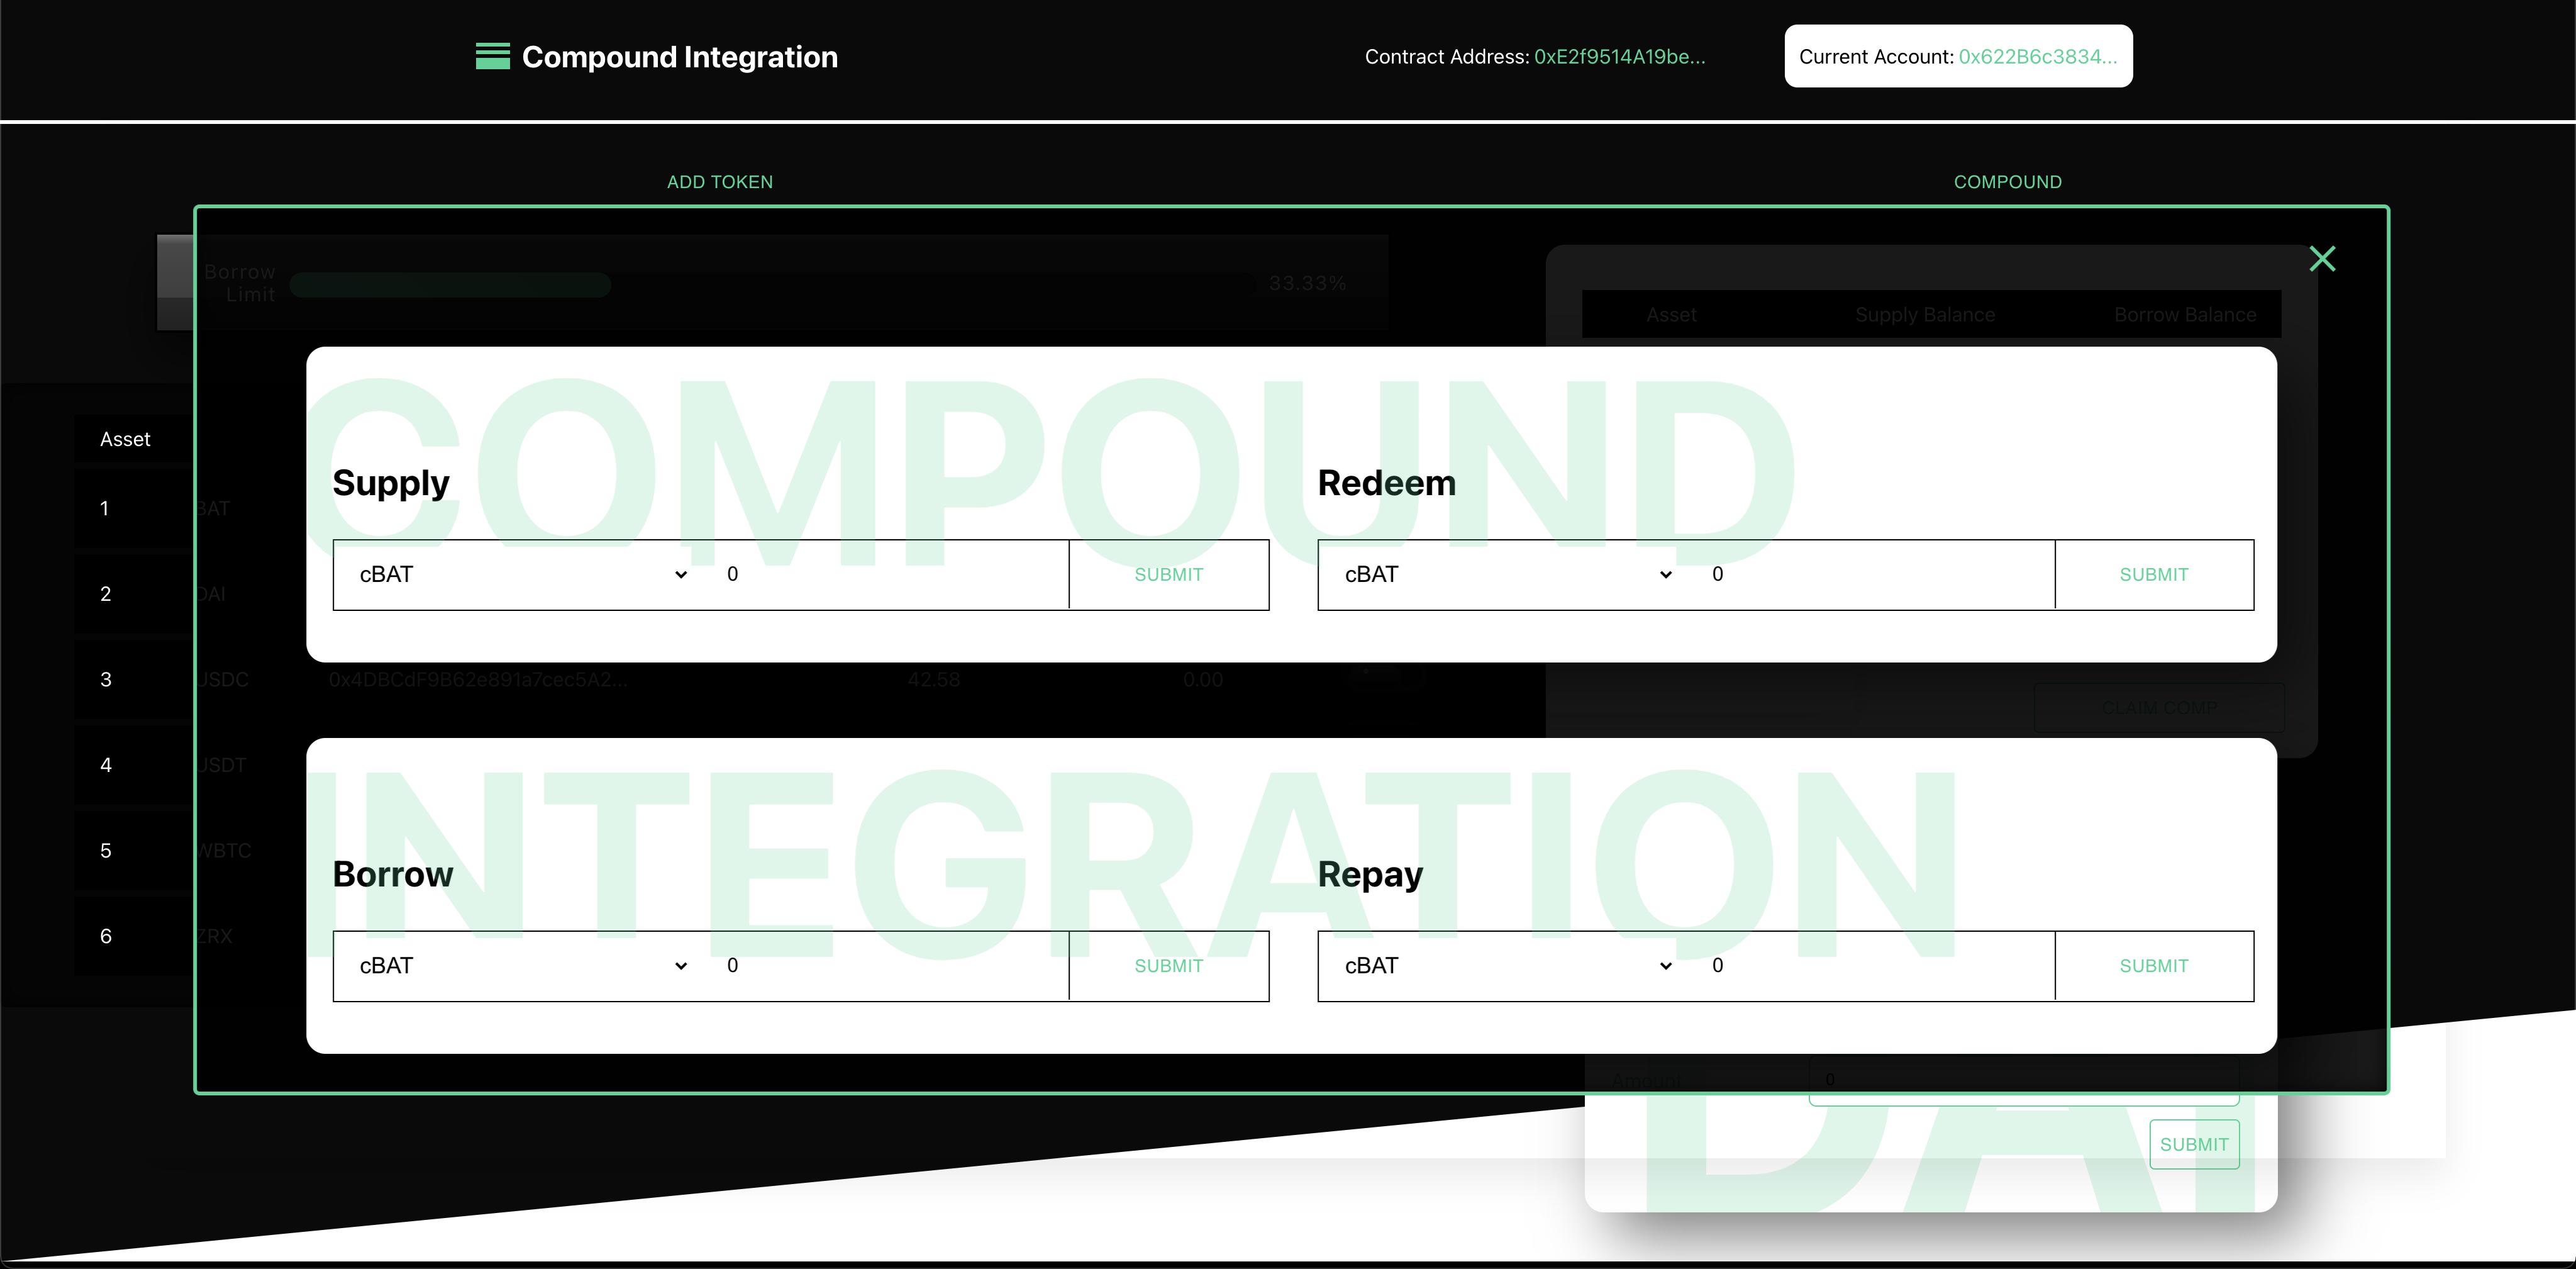 Compound Integration
Contract Address: 0xE2f9514A19be...
Current Account: 0x622B6c3834...
ADD TOKEN
COMPOUND
Borrow
Limit
33.33%
Asset
Supply Balance
Borrow Balance
COMPOUND
Supply
Redeem
cBAT
0
SUBMIT
cBAT
0
SUBMIT
Asset
1
BAT
2
DAI
3
USDC
0x4DBCdF9B62e891a7cec5A2...
42.58
0.00
CLAIM COMP
4
USDT
INTEGRATION
5
WBTC
Borrow
Repay
6
ZRX
cBAT
0
SUBMIT
cBAT
0
SUBMIT
Amount
0
DAI
SUBMIT